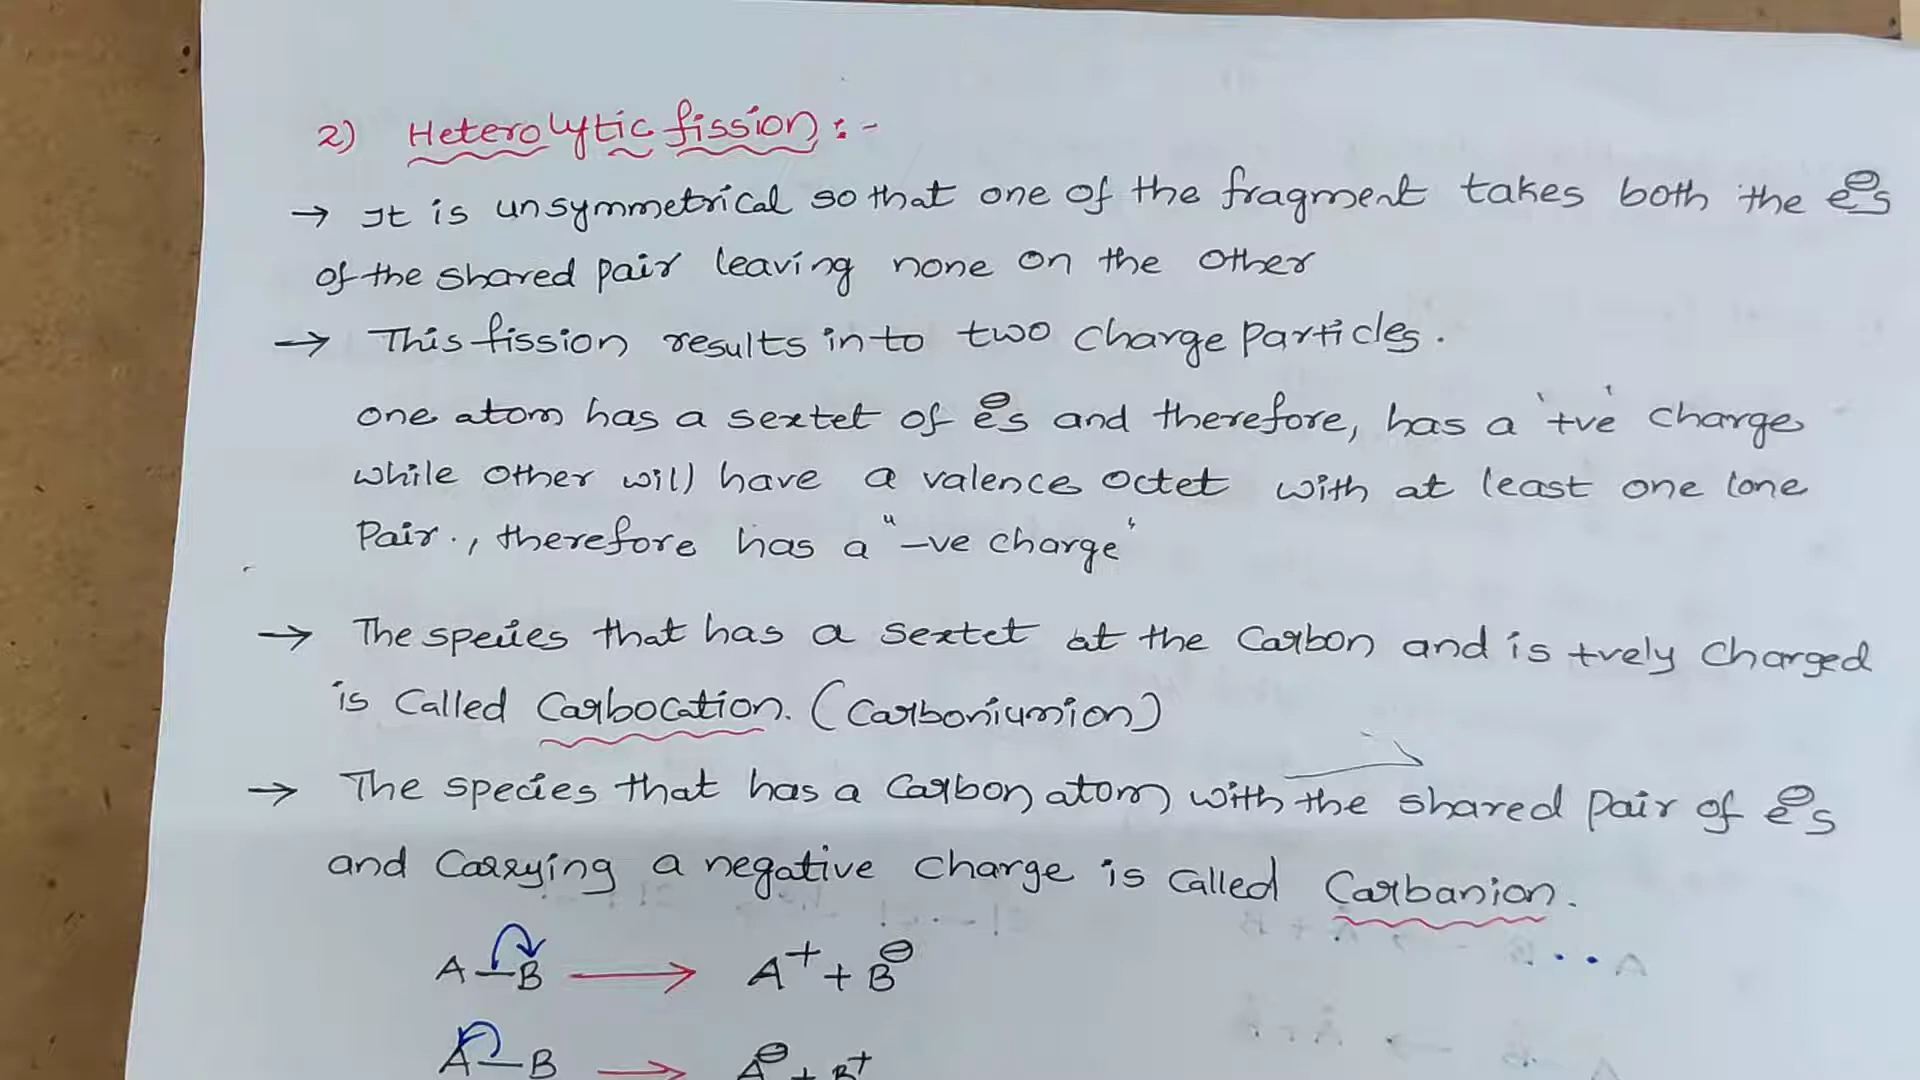 2) Heterolytic fission :-
→ It is unsymmetrical so that one of the fragment takes both the e⊖s
of the shared pair leaving none on the other
→ This fission results into two charge particles.
one atom has a sextet of e⊖s and therefore, has a '+ve' charge
while other will have a valence octet with at least one lone
Pair., therefore has a "-ve charge"
→ The species that has a sextet at the Carbon and is +vely charged
is Called Carbocation. (Carboniumion)
→ The species that has a Carbon atom with the shared pair of e⊖s
and Carrying a negative charge is called Carbanion.
A—B → A⁺ + B⊖
A—B → A⊖ + B⁺